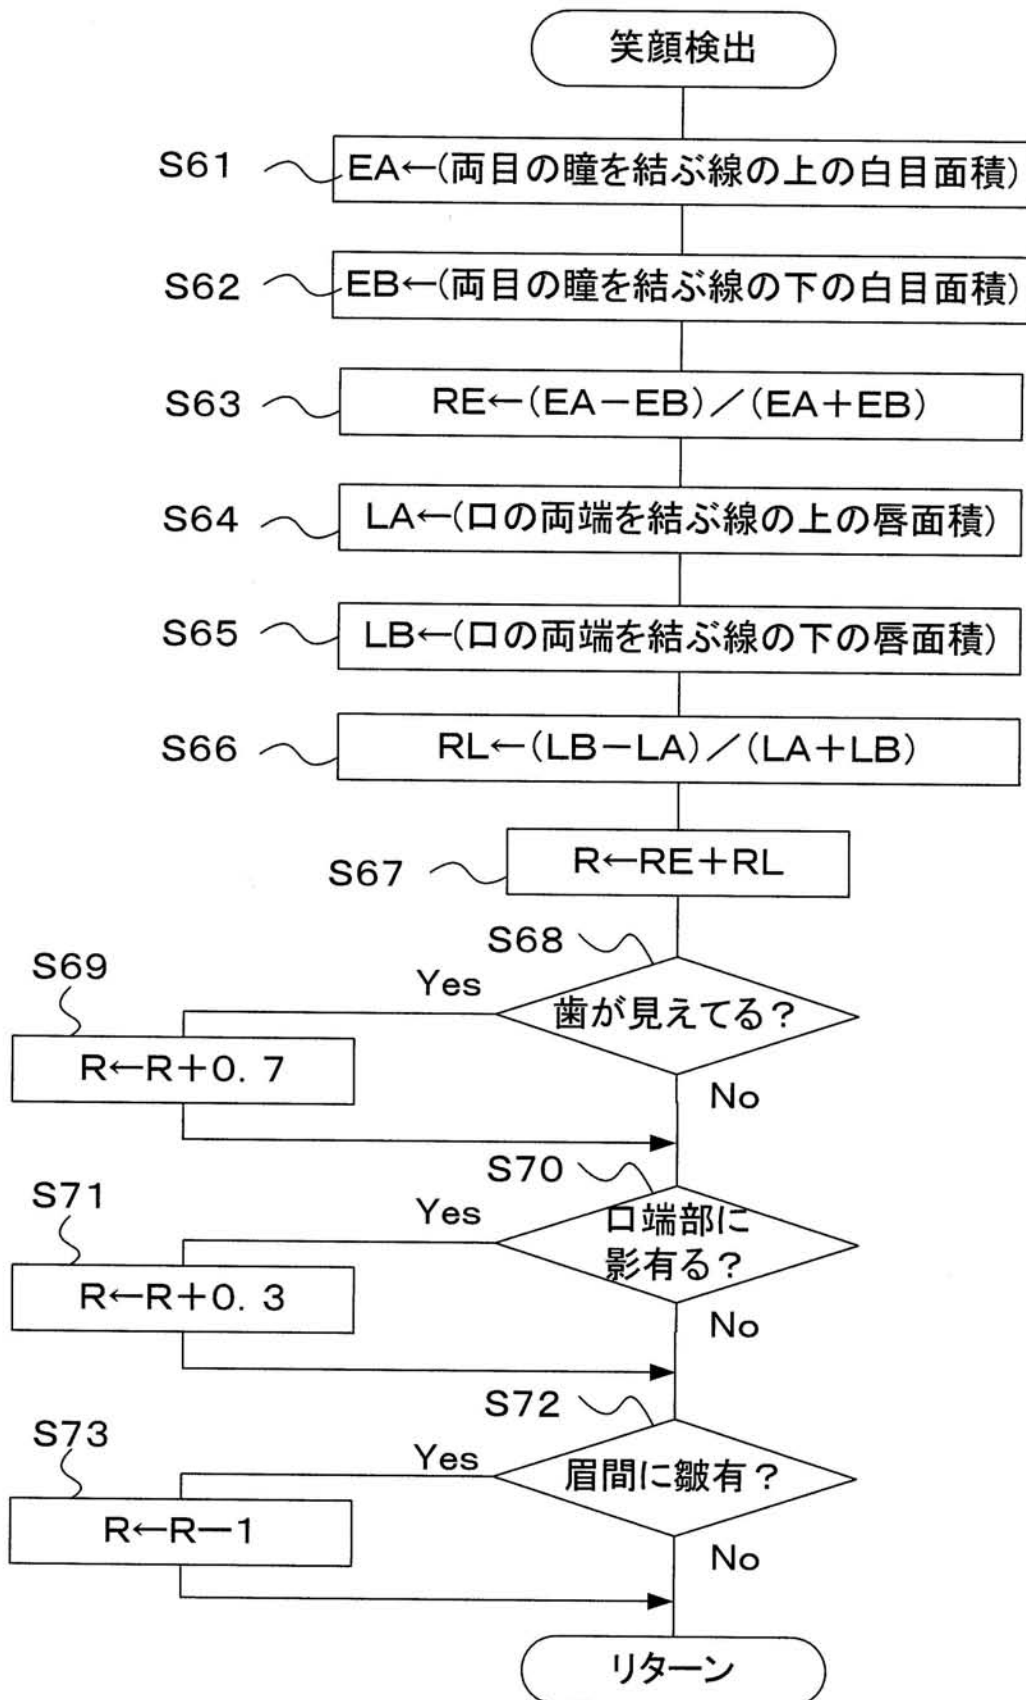 笑顔検出
S61
EA←(両目の瞳を結ぶ線の上の白目面積)
S62
EB←(両目の瞳を結ぶ線の下の白目面積)
S63
RE←(EA－EB)／(EA＋EB)
S64
LA←(口の両端を結ぶ線の上の唇面積)
S65
LB←(口の両端を結ぶ線の下の唇面積)
S66
RL←(LB－LA)／(LA＋LB)
S67
R←RE＋RL
S68
歯が見えてる？
Yes
S69
R←R＋0．7
No
S70
口端部に
影有る？
Yes
S71
R←R＋0．3
No
S72
眉間に皺有？
Yes
S73
R←R－1
No
リターン